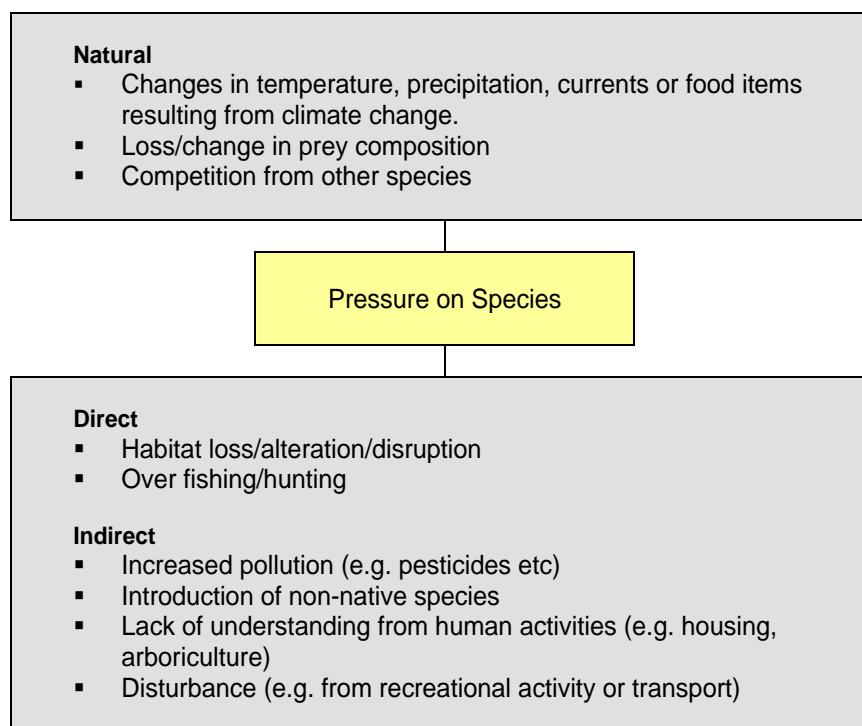 Natural
▪ Changes in temperature, precipitation, currents or food items
resulting from climate change.
▪ Loss/change in prey composition
▪ Competition from other species
Pressure on Species
Direct
▪ Habitat loss/alteration/disruption
▪ Over fishing/hunting
Indirect
▪ Increased pollution (e.g. pesticides etc)
▪ Introduction of non-native species
▪ Lack of understanding from human activities (e.g. housing,
arboriculture)
▪ Disturbance (e.g. from recreational activity or transport)